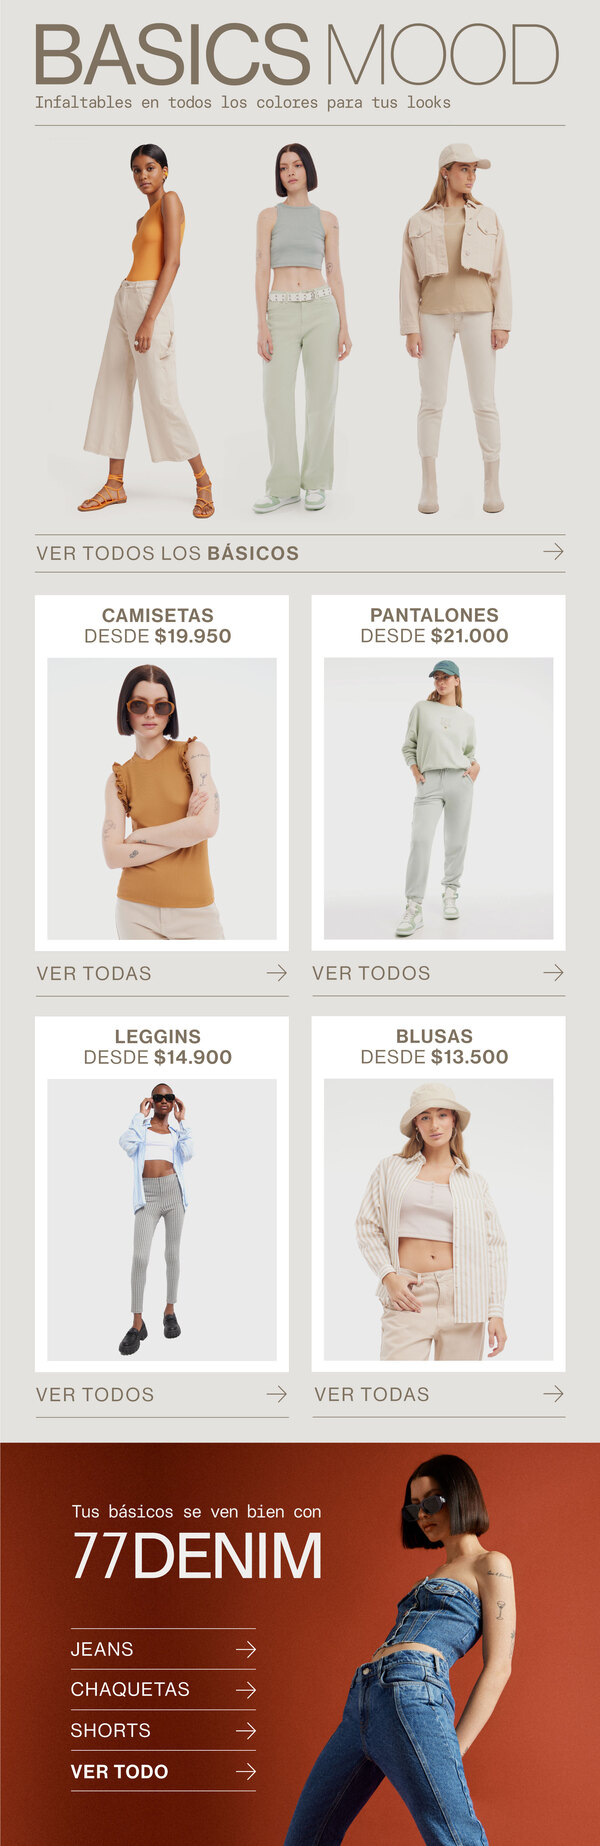 BASICS MOOD
Infaltables en todos los colores para tus looks
VER TODOS LOS BÁSICOS
CAMISETAS
DESDE $19.950
VER TODAS
PANTALONES
DESDE $21.000
VER TODOS
LEGGINS
DESDE $14.900
VER TODOS
BLUSAS
DESDE $13.500
VER TODAS
Tus básicos se ven bien con
77DENIM
JEANS
CHAQUETAS
SHORTS
VER TODO